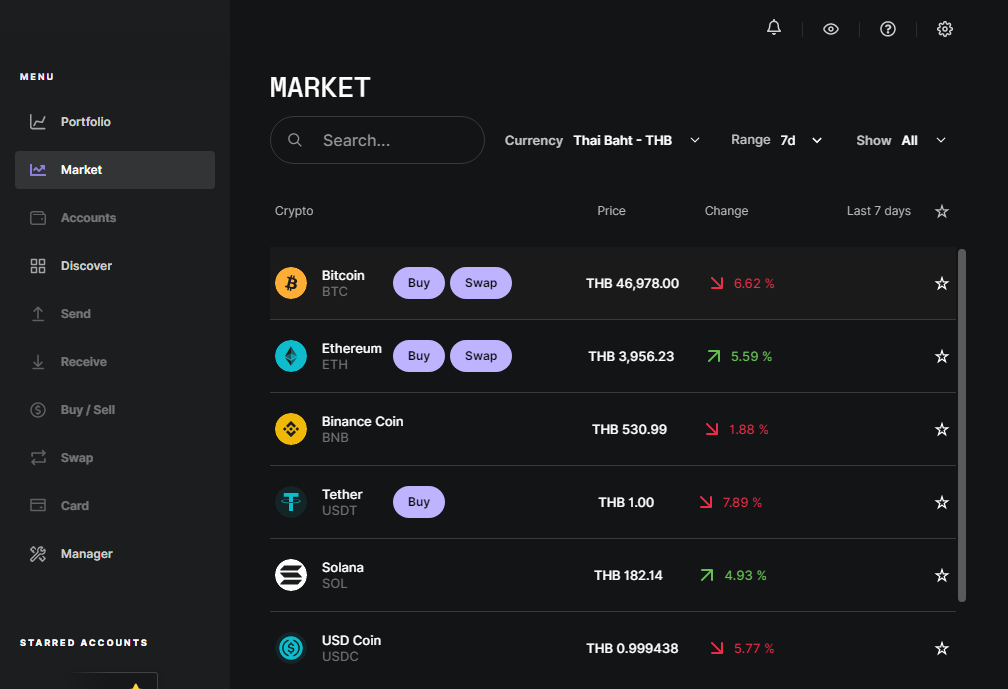 MENU
Portfolio
Market
Accounts
Discover
Send
Receive
Buy / Sell
Swap
Card
Manager
STARRED ACCOUNTS
MARKET
Search...
Currency Thai Baht - THB
Range 7d
Show All
Crypto Price Change Last 7 days
Bitcoin
BTC
Buy Swap THB 46,978.00 6.62 %
Ethereum
ETH
Buy Swap THB 3,956.23 5.59 %
Binance Coin
BNB
THB 530.99 1.88 %
Tether
USDT
Buy THB 1.00 7.89 %
Solana
SOL
THB 182.14 4.93 %
USD Coin
USDC
THB 0.999438 5.77 %